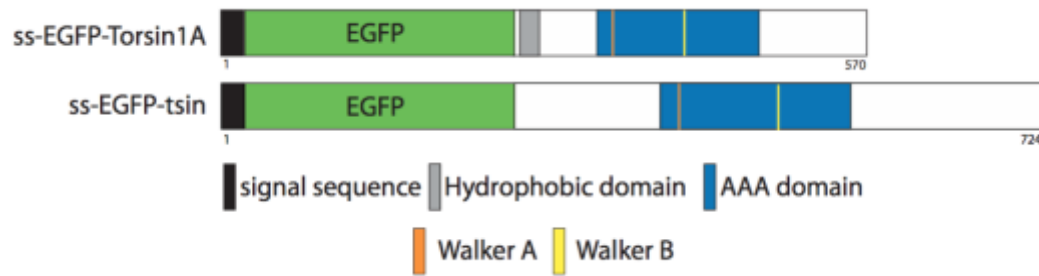 ss-EGFP-Torsin1A EGFP
1 570
ss-EGFP-tsin EGFP
1 724
signal sequence Hydrophobic domain AAA domain
Walker A Walker B